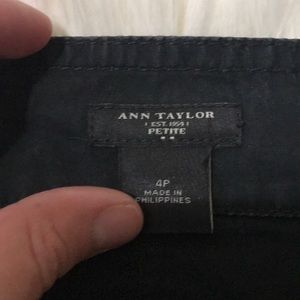 ANN TAYLOR
EST. 1954
PETITE
4P
MADE IN
PHILIPPINES